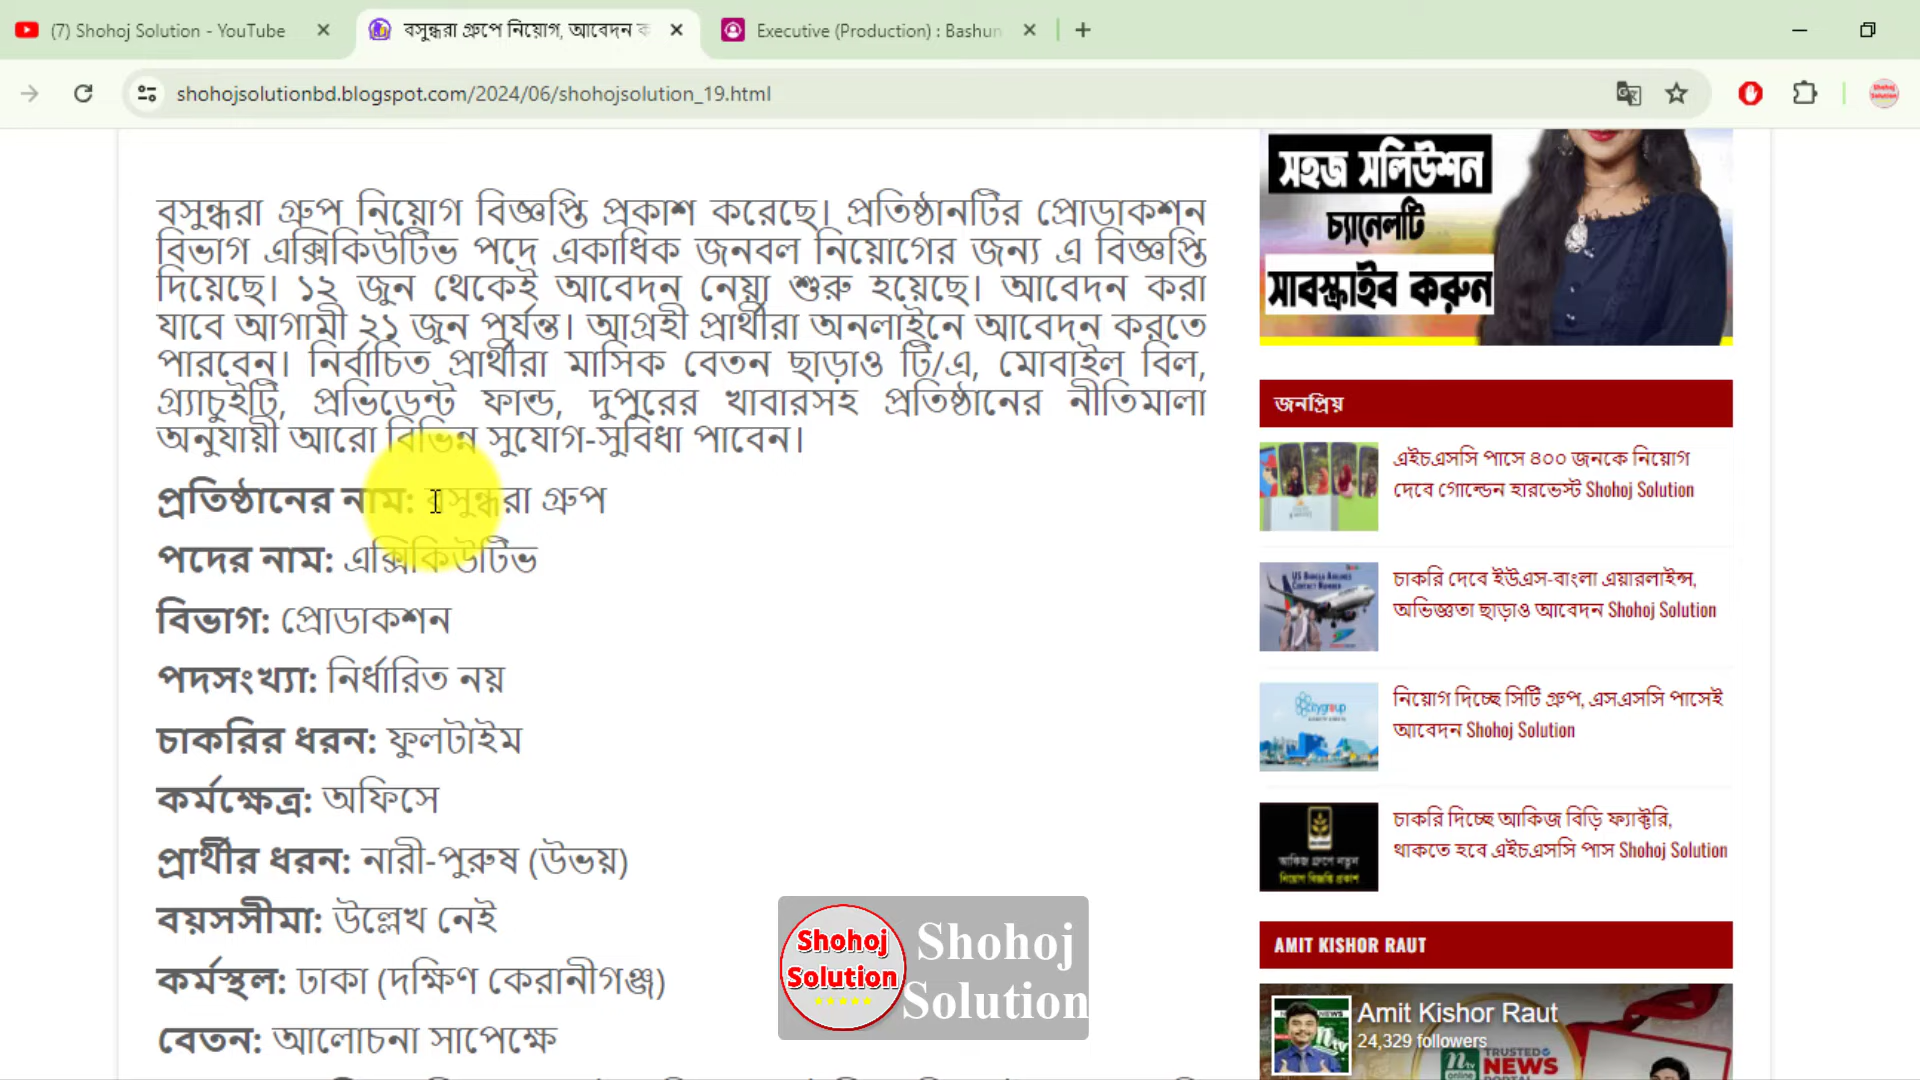 (7) Shohoj Solution - YouTube
বসুন্ধরা গ্রুপে নিয়োগ, আবেদন ক
Executive (Production) : Bashun
shohojsolutionbd.blogspot.com/2024/06/shohojsolution_19.html
বসুন্ধরা গ্রুপ নিয়োগ বিজ্ঞপ্তি প্রকাশ করেছে। প্রতিষ্ঠানটির প্রোডাকশন
বিভাগ এক্সিকিউটিভ পদে একাধিক জনবল নিয়োগের জন্য এ বিজ্ঞপ্তি
দিয়েছে। ১২ জুন থেকেই আবেদন নেয়া শুরু হয়েছে। আবেদন করা
যাবে আগামী ২১ জুন পর্যন্ত। আগ্রহী প্রার্থীরা অনলাইনে আবেদন করতে
পারবেন। নির্বাচিত প্রার্থীরা মাসিক বেতন ছাড়াও টি/এ, মোবাইল বিল,
গ্র্যাচুইটি, প্রভিডেন্ট ফান্ড, দুপুরের খাবারসহ প্রতিষ্ঠানের নীতিমালা
অনুযায়ী আরো বিভিন্ন সুযোগ-সুবিধা পাবেন।
প্রতিষ্ঠানের নাম: বসুন্ধরা গ্রুপ
পদের নাম: এক্সিকিউটিভ
বিভাগ: প্রোডাকশন
পদসংখ্যা: নির্ধারিত নয়
চাকরির ধরন: ফুলটাইম
কর্মক্ষেত্র: অফিসে
প্রার্থীর ধরন: নারী-পুরুষ (উভয়)
বয়সসীমা: উল্লেখ নেই
কর্মস্থল: ঢাকা (দক্ষিণ কেরানীগঞ্জ)
বেতন: আলোচনা সাপেক্ষে
সহজ সলিউশন
চ্যানেলটি
সাবস্ক্রাইব করুন
জনপ্রিয়
এইচএসসি পাসে ৪০০ জনকে নিয়োগ
দেবে গোল্ডেন হারভেস্ট Shohoj Solution
চাকরি দেবে ইউএস-বাংলা এয়ারলাইন্স,
অভিজ্ঞতা ছাড়াও আবেদন Shohoj Solution
নিয়োগ দিচ্ছে সিটি গ্রুপ, এসএসসি পাসেই
আবেদন Shohoj Solution
citygroup
চাকরি দিচ্ছে আকিজ বিড়ি ফ্যাক্টরি,
থাকতে হবে এইচএসসি পাস Shohoj Solution
AMIT KISHOR RAUT
Amit Kishor Raut
24,329 followers
ntv
online
TRUSTED
NEWS
Shohoj
Solution
Shohoj
Solution